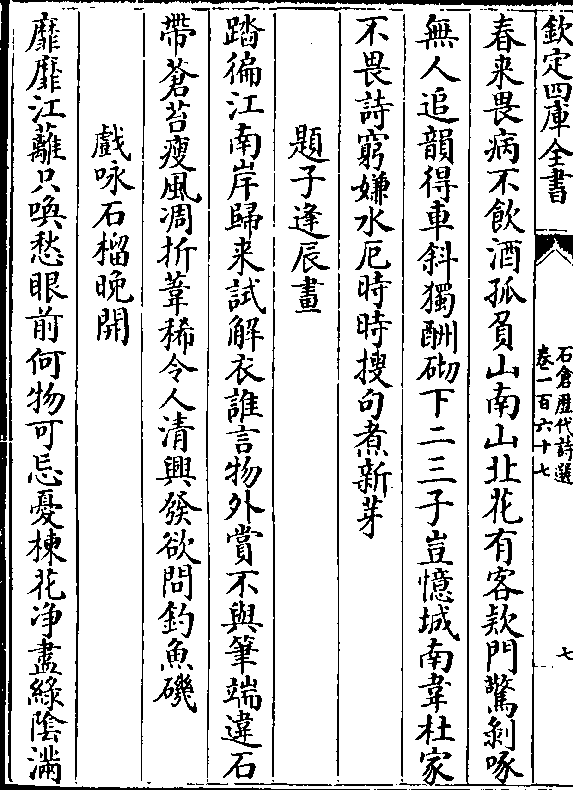 欽定四庫全書
石倉歴代詩選
卷一百六十七
七
春来畏病不飲酒孤負山南山北花有客欵門驚剥啄
無人追韻得車斜獨酬砌下二三子豈憶城南韋杜家
不畏詩窮嫌水厄時時搜句煮新芽
題子逢辰畫
踏徧江南岸歸来試解衣誰言物外賞不與筆端違石
帶蒼苔瘦風凋折葦稀令人清興發欲問釣魚磯
戲咏石榴晚開
靡靡江蘺只喚愁眼前何物可忘憂楝花净盡緑陰滿